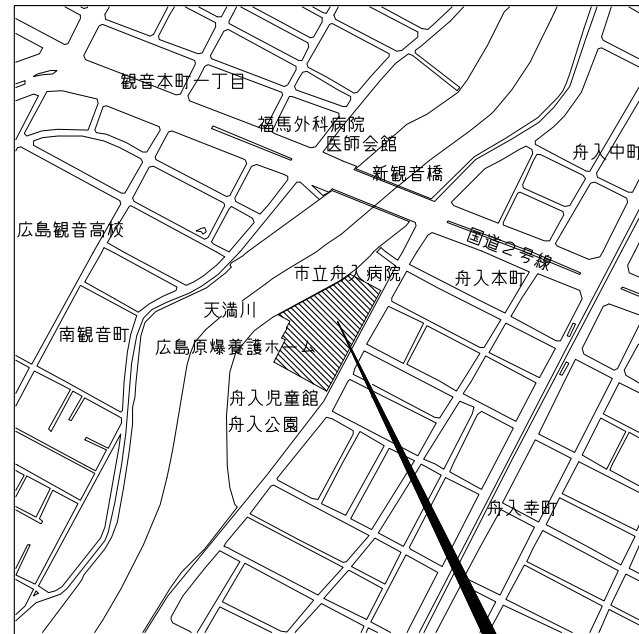 観音本町一丁目
福馬外科病院
医師会館
舟入中町
新観音橋
広島観音高校
国道2号線
市立舟入病院
舟入本町
天満川
南観音町
広島原爆養護ホーム
舟入児童館
舟入公園
舟入幸町